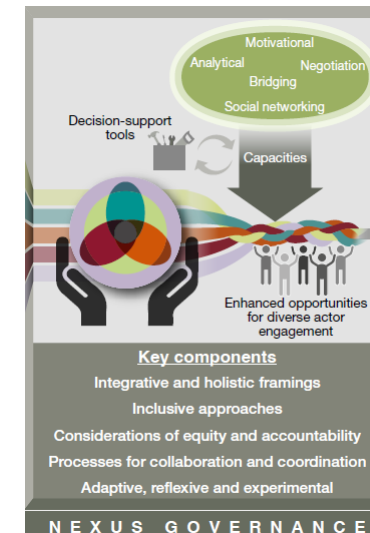 Motivational
Analytical
Negotiation
Bridging
Social networking
Decision-support
tools
Capacities
Enhanced opportunities
for diverse actor
engagement
Key components
Integrative and holistic framings
Inclusive approaches
Considerations of equity and accountability
Processes for collaboration and coordination
Adaptive, reflexive and experimental
NEXUS GOVERNANCE